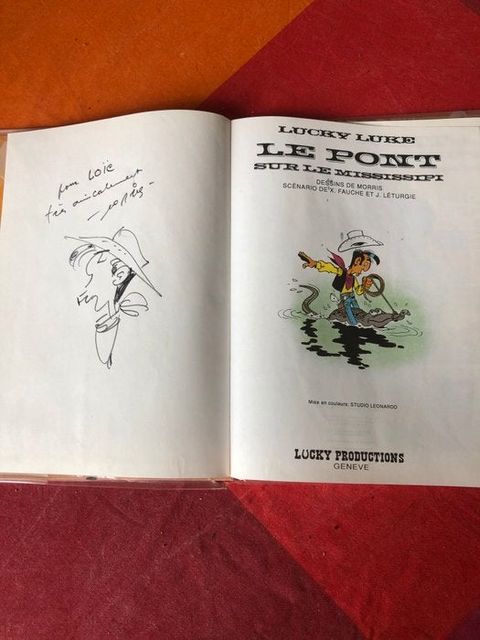 pour Loïc
très amicalement
- Morris -
LUCKY LUKE
LE PONT
SUR LE MISSISSIPI
DESSINS DE MORRIS
SCÉNARIO DE X. FAUCHE ET J. LÉTURGIE
Mise en couleurs: STUDIO LEONARDO
LUCKY PRODUCTIONS
GENEVE